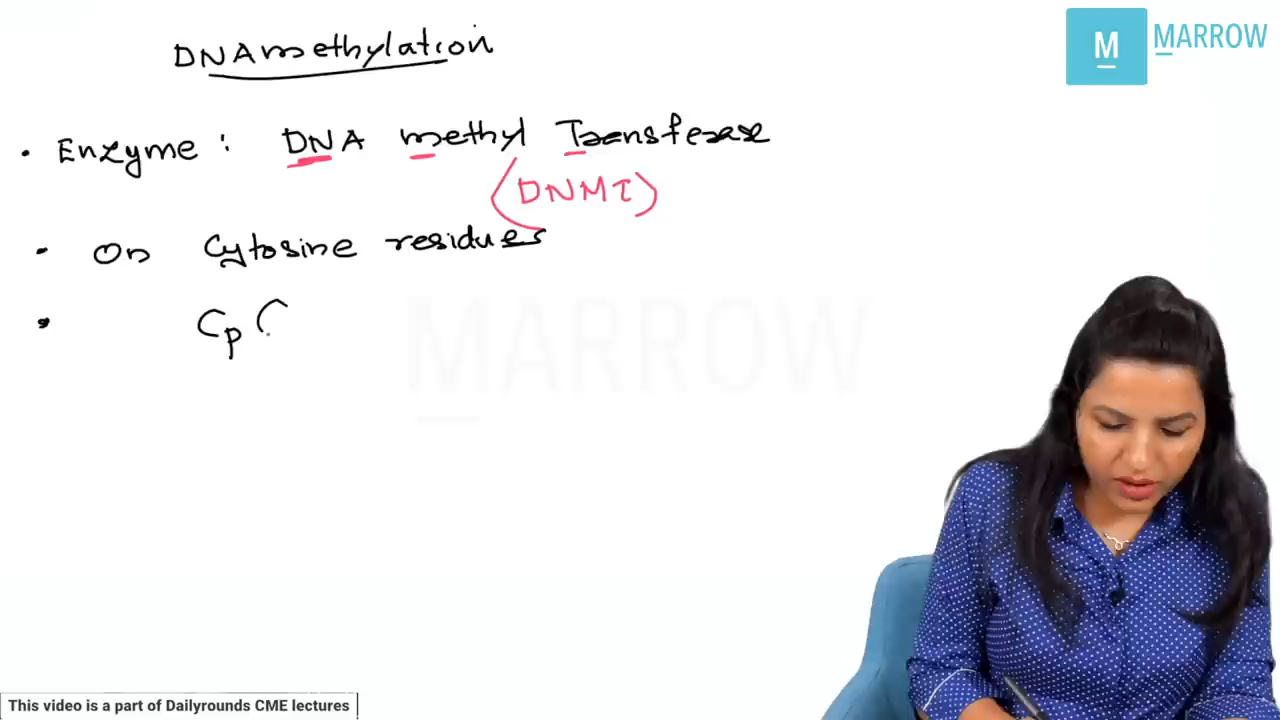 DNA methylation
M MARROW
• Enzyme : DNA methyl Transferase
(DNMT)
• On Cytosine residues
• Cp
MARROW
This video is a part of Dailyrounds CME lectures